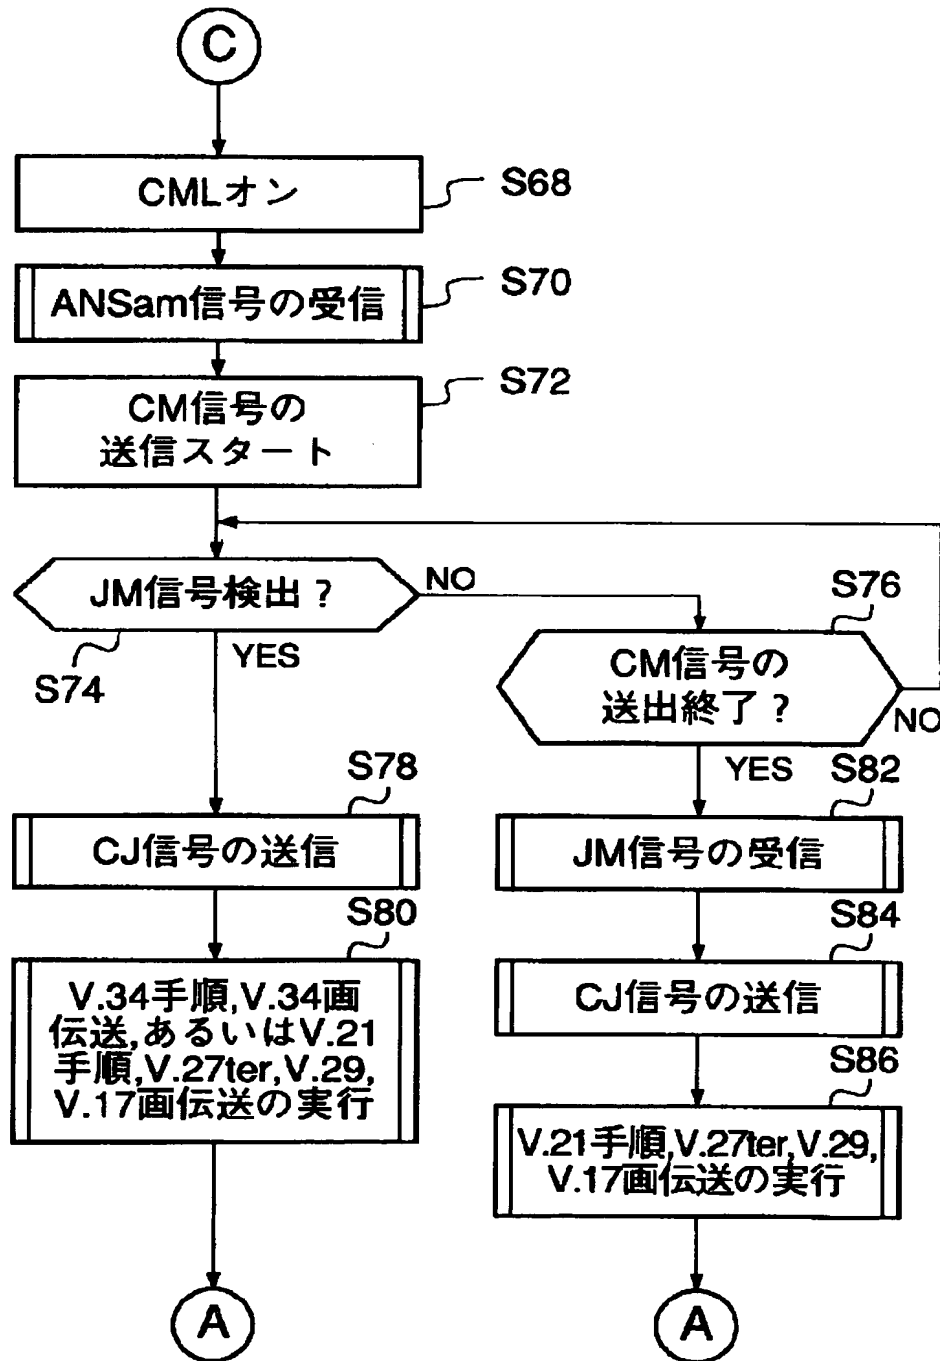 C
CMLオン
S68
ANSam信号の受信
S70
CM信号の
送信スタート
S72
JM信号検出?
NO
YES
S74
S76
CM信号の
送出終了?
NO
YES
S78
CJ信号の送信
S82
JM信号の受信
S80
V.34手順,V.34画
伝送,あるいはV.21
手順,V.27ter,V.29,
V.17画伝送の実行
S84
CJ信号の送信
S86
V.21手順,V.27ter,V.29,
V.17画伝送の実行
A
A